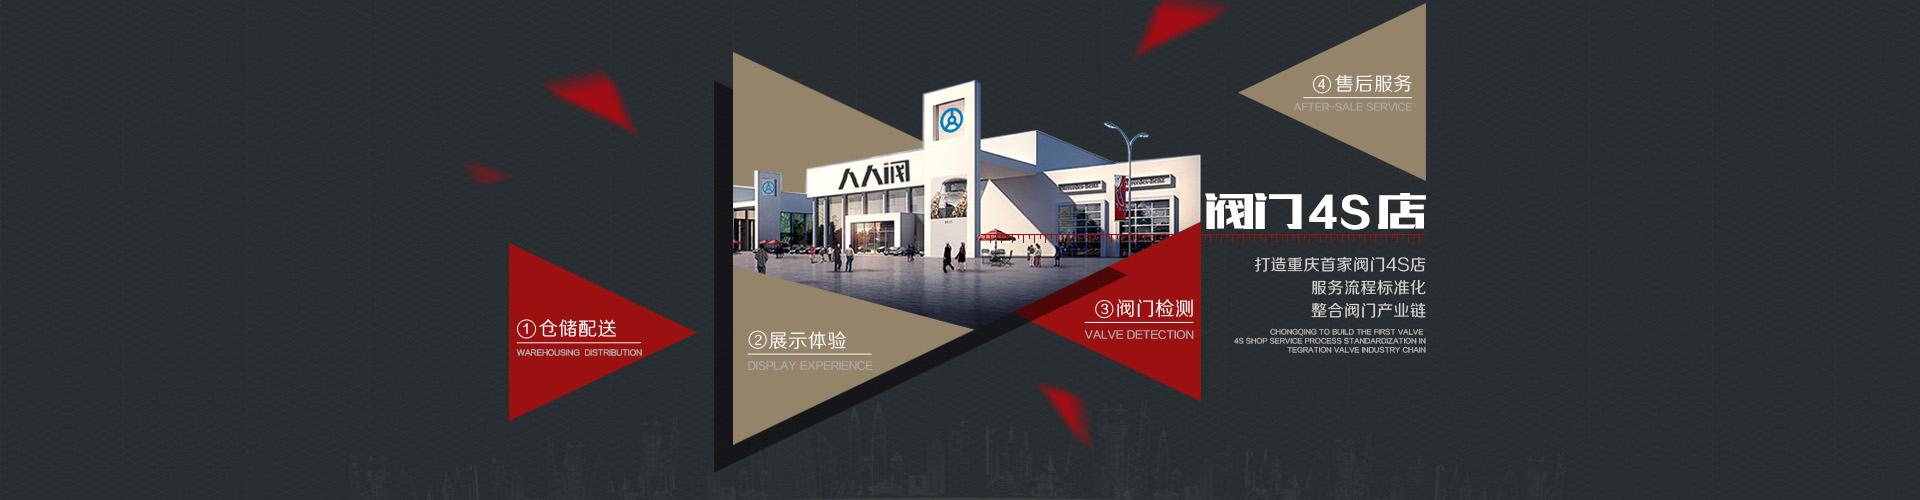 ①仓储配送
WAREHOUSING DISTRIBUTION
人人阀
②展示体验
DISPLAY EXPERIENCE
③阀门检测
VALVE DETECTION
④售后服务
AFTER-SALE SERVICE
阀门4S店
打造重庆首家阀门4S店
服务流程标准化
整合阀门产业链
CHONGQING TO BUILD THE FIRST VALVE
4S SHOP SERVICE PROCESS STANDARDIZATION IN
TEGRATION VALVE INDUSTRY CHAIN